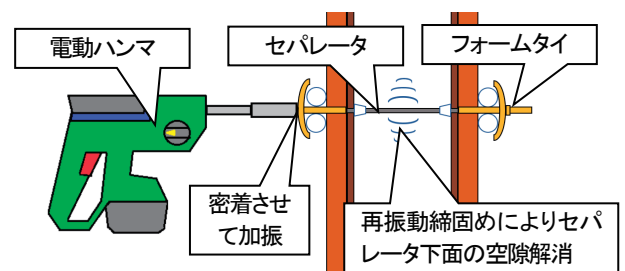 電動ハンマ
セパレータ
フォームタイ
密着させ
て加振
再振動締固めによりセパ
レータ下面の空隙解消